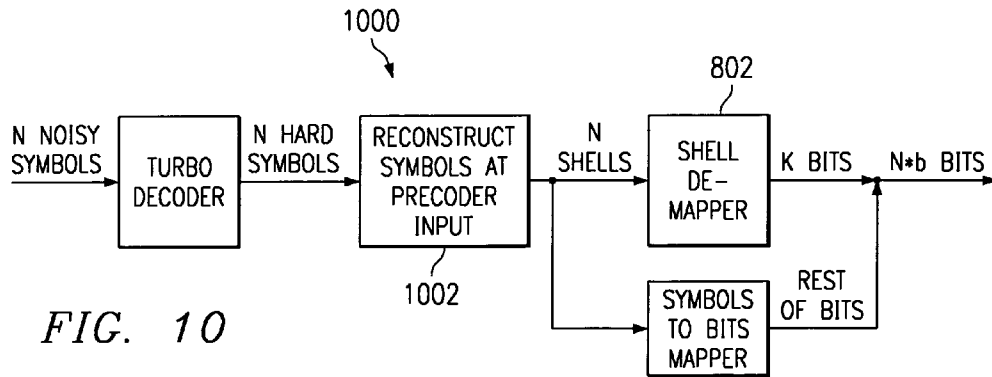 1000
802
N NOISY
SYMBOLS
TURBO
DECODER
N HARD
SYMBOLS
RECONSTRUCT
SYMBOLS AT
PRECODER
INPUT
1002
N
SHELLS
SHELL
DE-
MAPPER
K BITS
N*b BITS
SYMBOLS
TO BITS
MAPPER
REST
OF BITS
FIG. 10